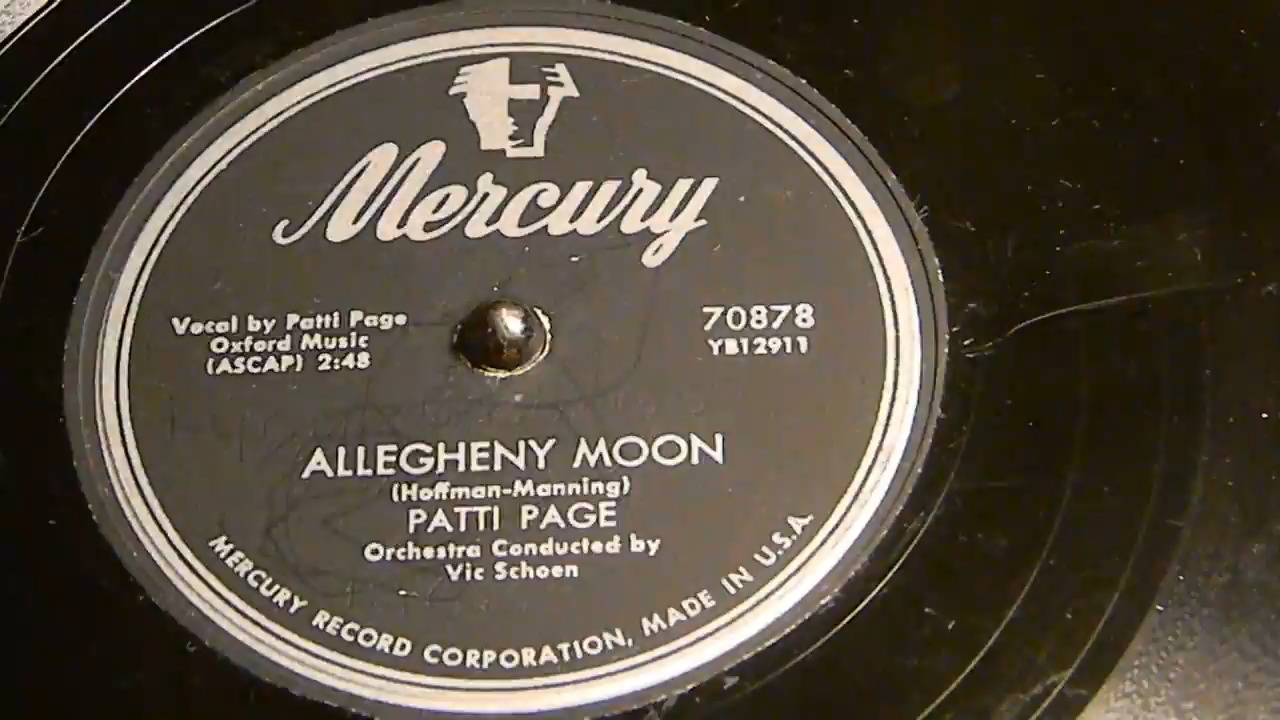 Mercury
Vocal by Patti Page
Oxford Music
(ASCAP) 2:48
70878
YB12911
ALLEGHENY MOON
(Hoffman-Manning)
PATTI PAGE
Orchestra Conducted by
Vic Schoen
MERCURY RECORD CORPORATION, MADE IN U.S.A.